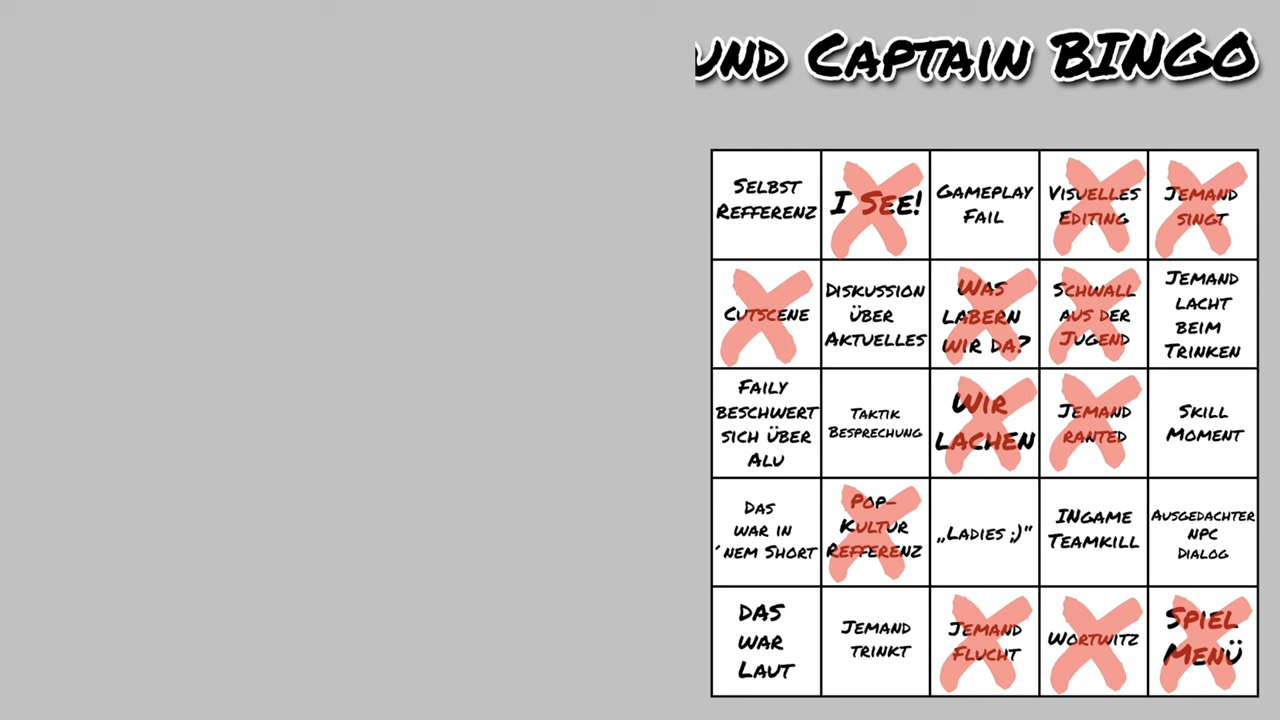 und Captain BINGO
Selbst
Refferenz
I See!
Gameplay
Fail
Visuelles
Editing
Jemand
singt
Cutscene
Diskussion
über
Aktuelles
Was
labern
wir da?
Schwall
aus der
Jugend
Jemand
lacht
beim
Trinken
Faily
beschwert
sich über
Alu
Taktik
Besprechung
Wir
lachen
Jemand
ranted
Skill
Moment
Das
war in
´nem Short
Pop-
Kultur
Refferenz
„Ladies ;)"
INgame
Teamkill
Ausgedachter
NPC
Dialog
DAS
WAR
LAUT
Jemand
trinkt
Jemand
Flucht
Wortwitz
Spiel
Menü